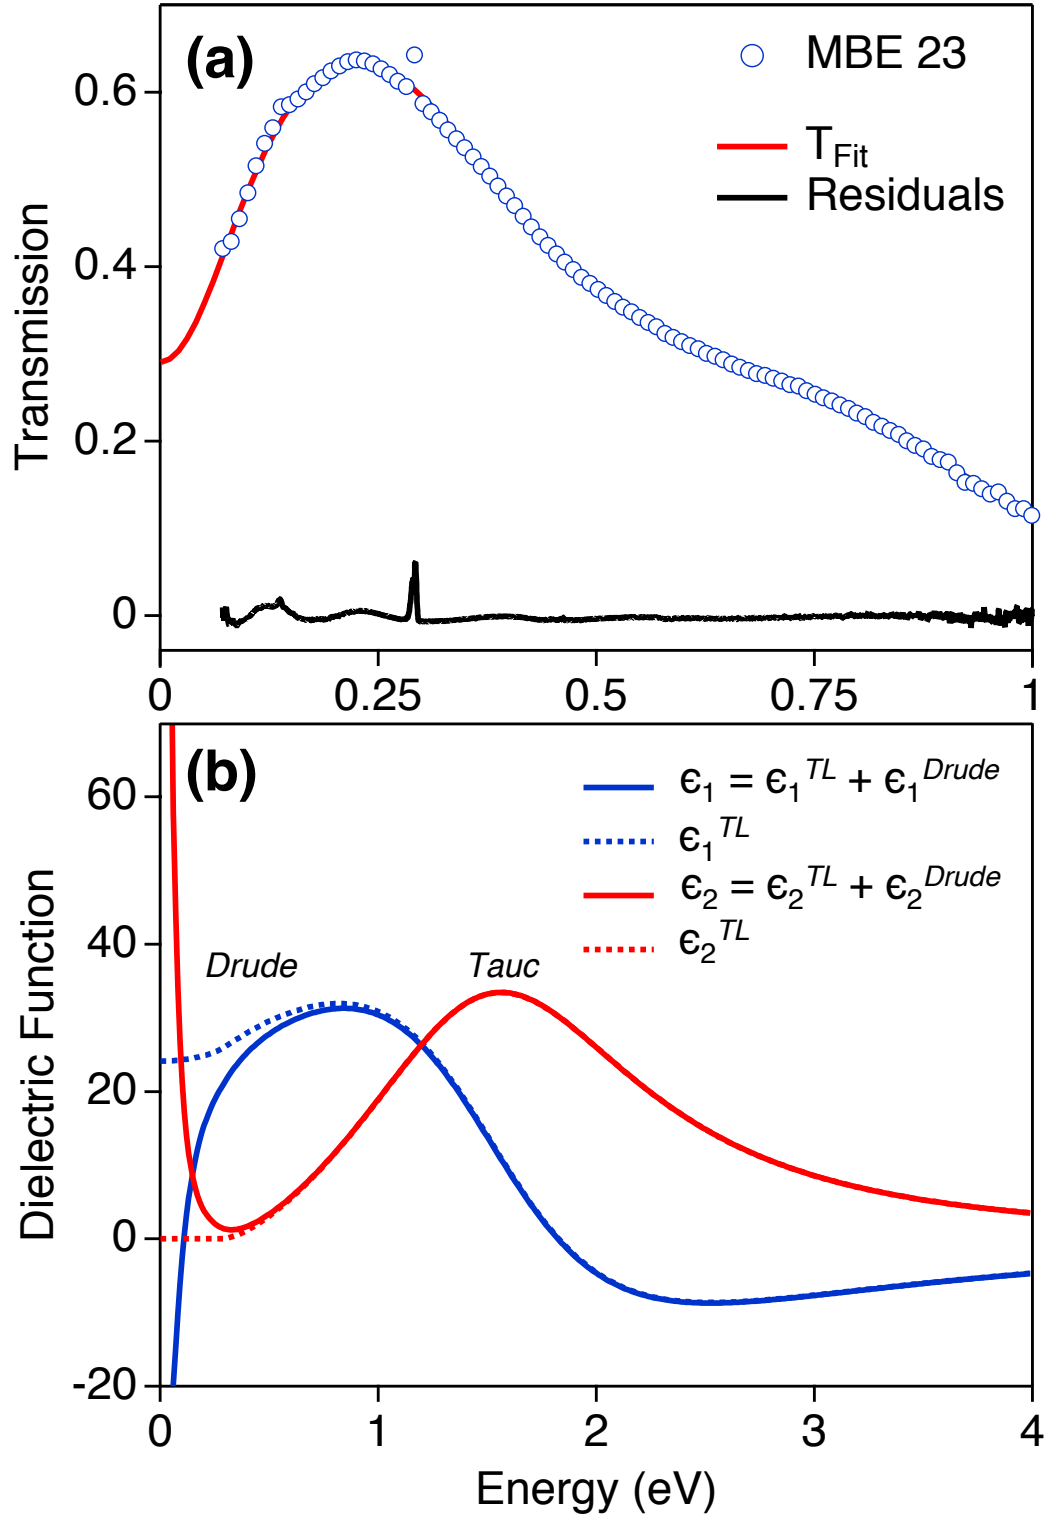 (a)
MBE 23
T_Fit
Residuals
Transmission
0.6
0.4
0.2
0
0 0.25 0.5 0.75 1
(b)
ϵ₁ = ϵ₁^TL + ϵ₁^Drude
ϵ₁^TL
ϵ₂ = ϵ₂^TL + ϵ₂^Drude
ϵ₂^TL
Drude
Tauc
Dielectric Function
60
40
20
0
-20
0 1 2 3 4
Energy (eV)